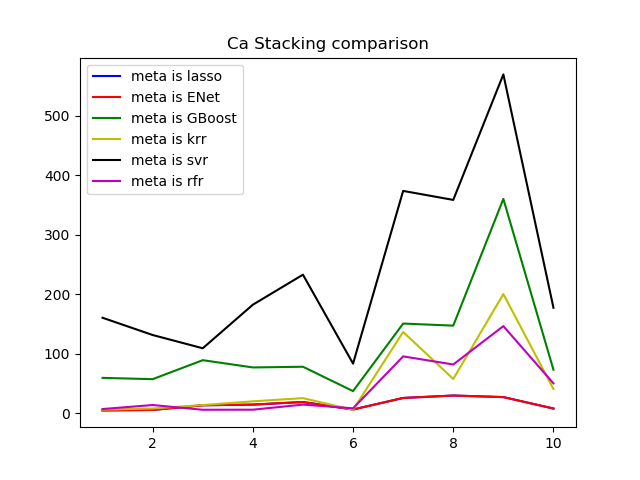 Ca Stacking comparison
meta is lasso
meta is ENet
meta is GBoost
meta is krr
meta is svr
meta is rfr
500
400
300
200
100
0
2 4 6 8 10